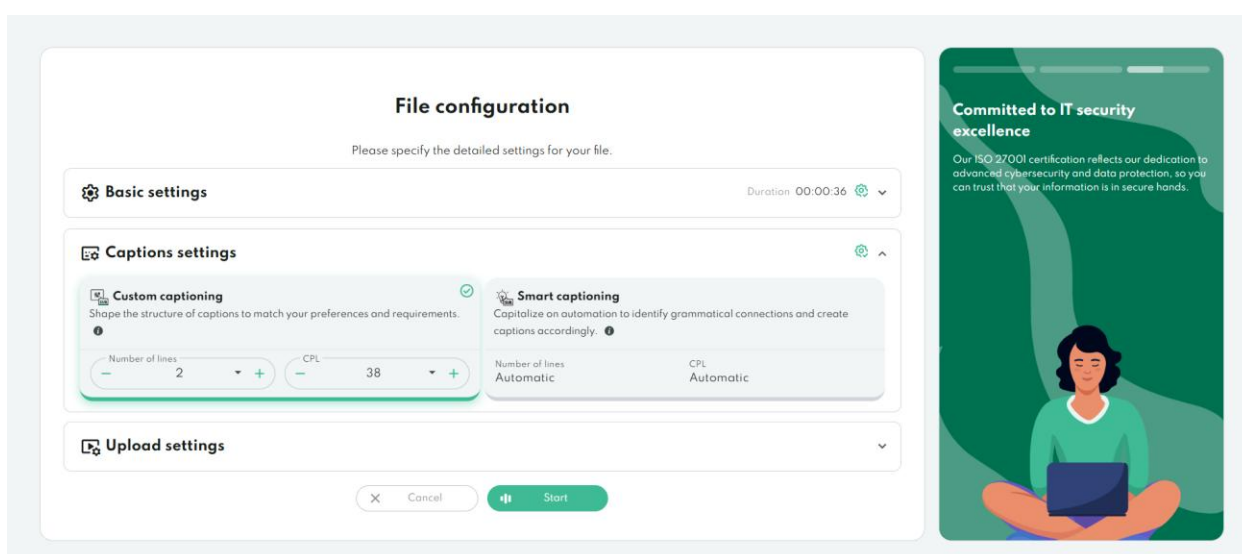 File configuration
Please specify the detailed settings for your file.
Basic settings
Duration 00:00:36
Captions settings
Custom captioning
Shape the structure of captions to match your preferences and requirements.
Number of lines
2
CPL
38
Smart captioning
Capitalize on automation to identify grammatical connections and create
captions accordingly.
Number of lines
Automatic
CPL
Automatic
Upload settings
Cancel
Start
Committed to IT security
excellence
Our ISO 27001 certification reflects our dedication to
advanced cybersecurity and data protection, so you
can trust that your information is in secure hands.